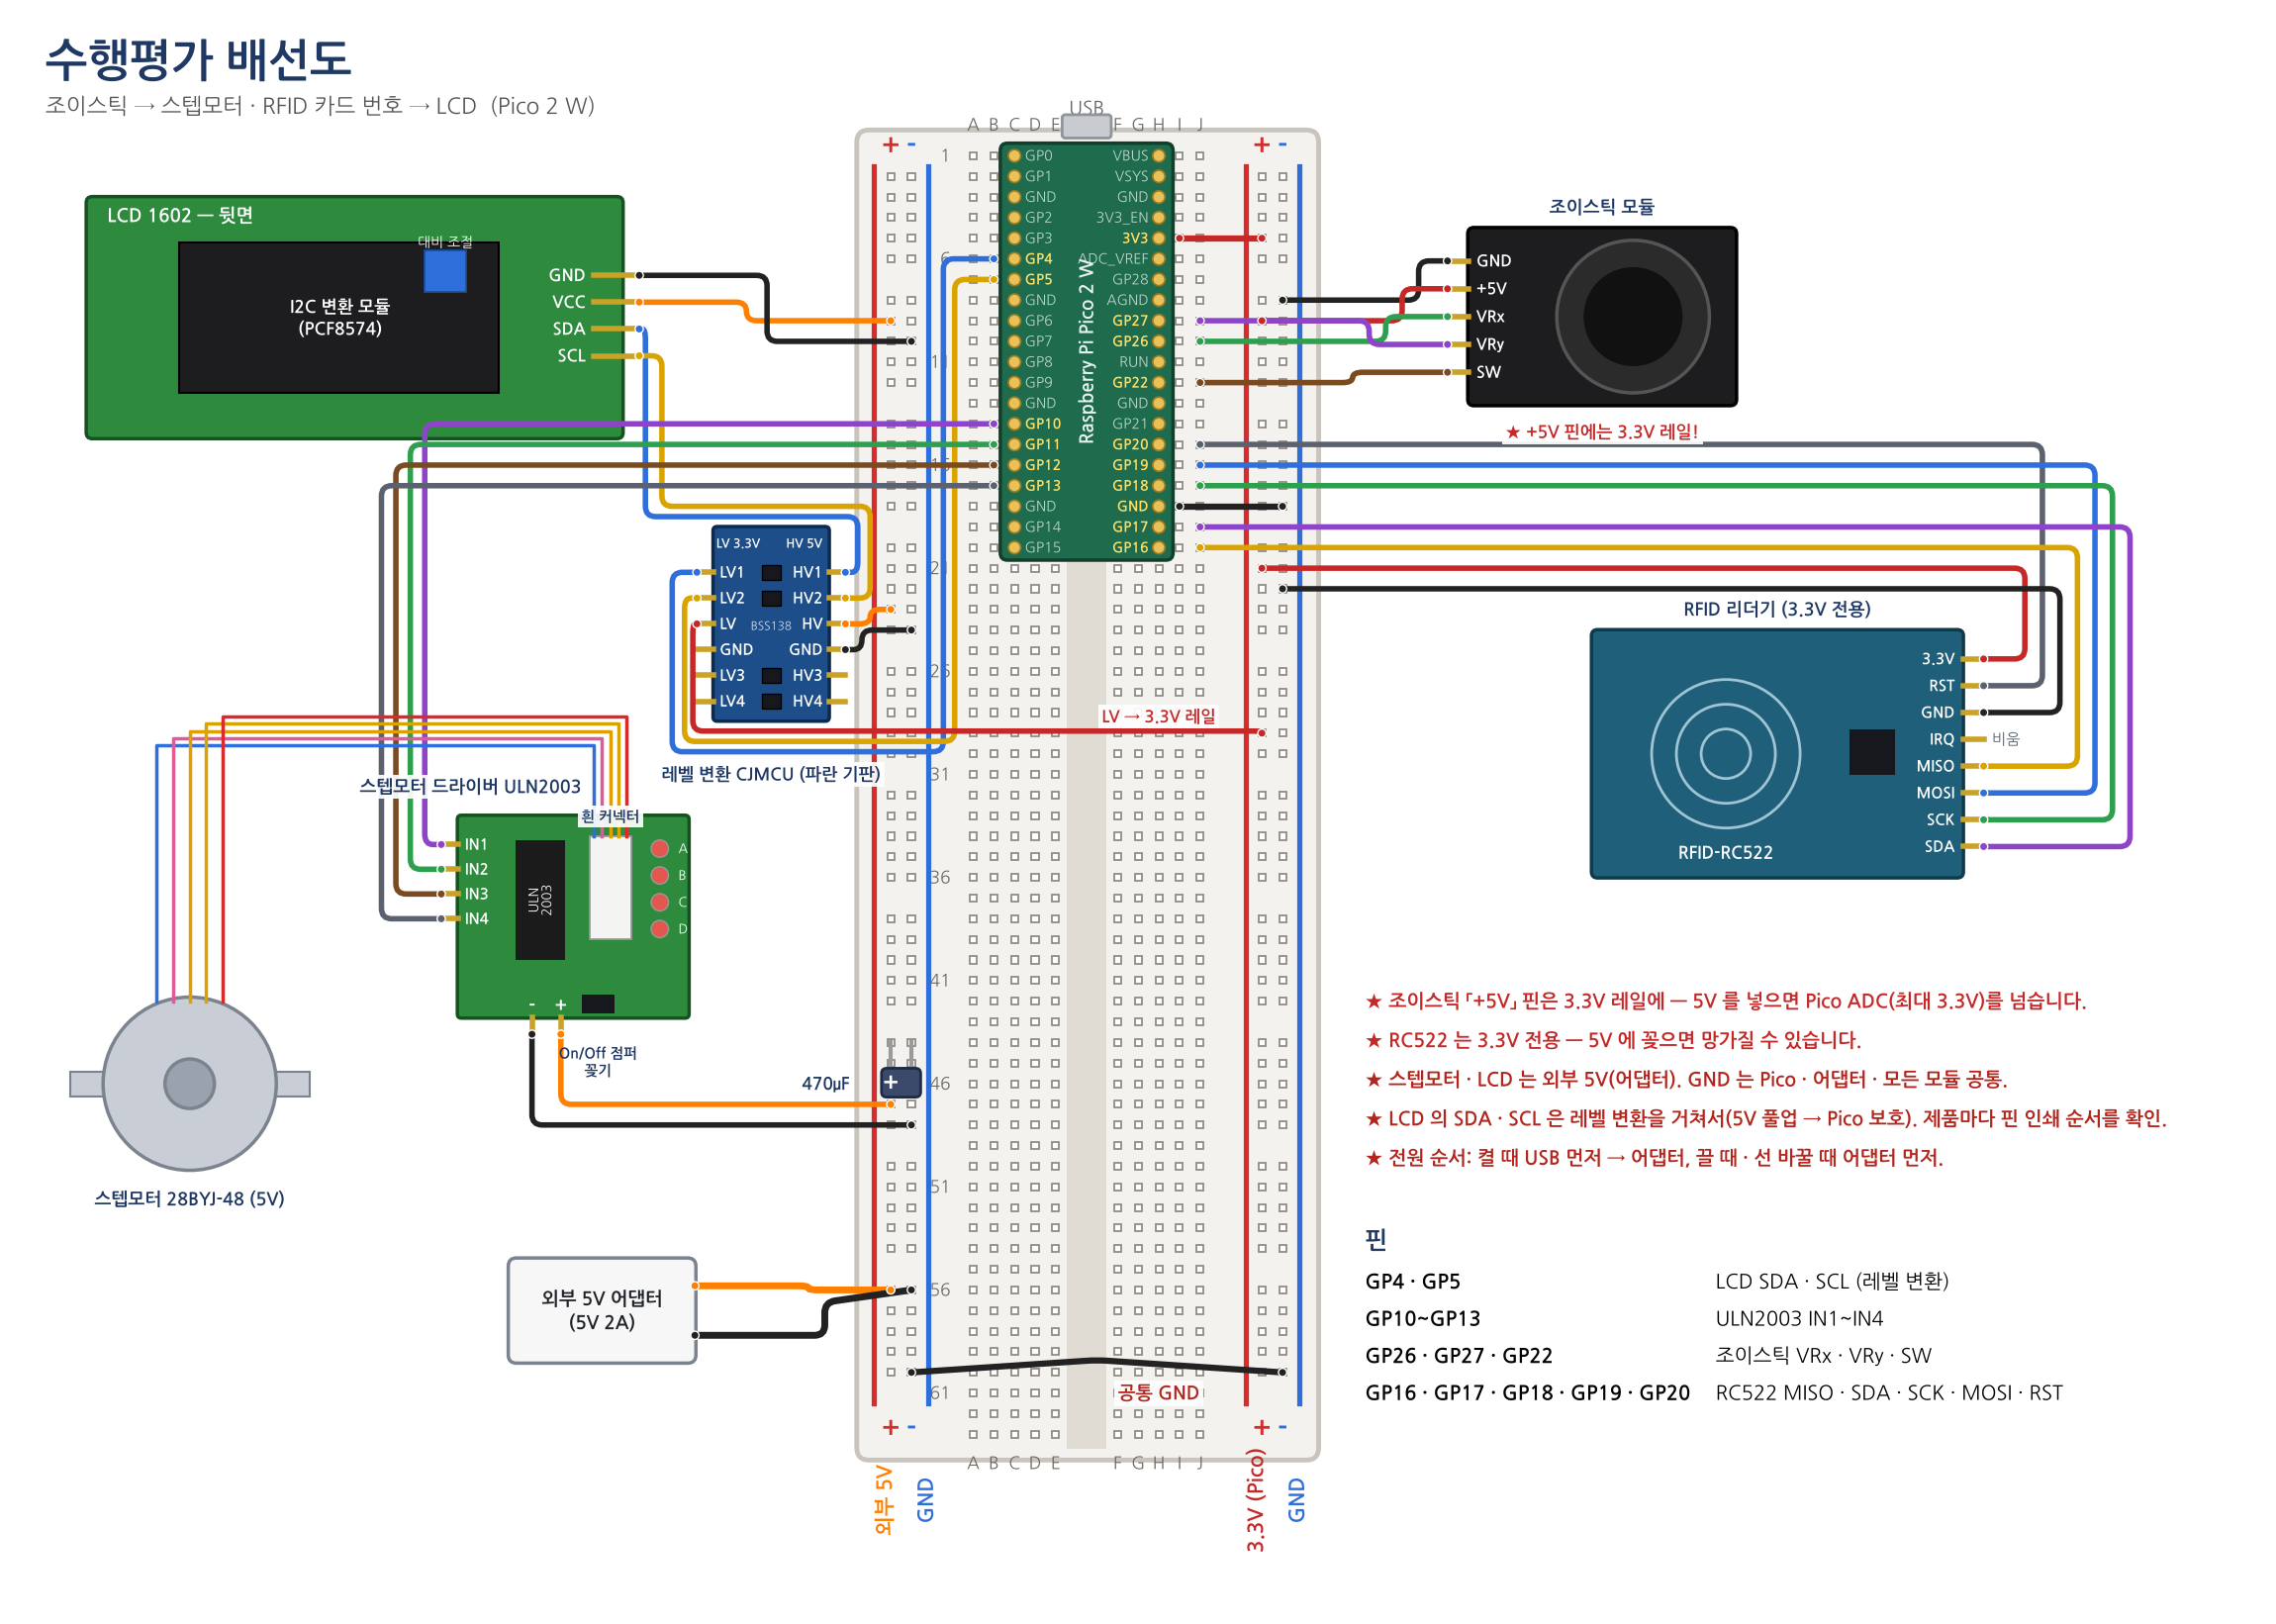 수행평가 배선도
조이스틱 → 스텝모터 · RFID 카드 번호 → LCD (Pico 2 W)
USB
A B C D E F G H I J
+ - + -
1
6
11
16
21
26
31
36
41
46
51
56
61
GP0 VBUS
GP1 VSYS
GND GND
GP2 3V3_EN
GP3 3V3
GP4 ADC_VREF
GP5 GP28
GND AGND
GP6 GP27
GP7 GP26
GP8 RUN
GP9 GP22
GND GND
GP10 GP21
GP11 GP20
GP12 GP19
GP13 GP18
GND GND
GP14 GP17
GP15 GP16
Raspberry Pi Pico 2 W
LCD 1602 — 뒷면
대비 조절
I2C 변환 모듈
(PCF8574)
GND
VCC
SDA
SCL
조이스틱 모듈
GND
+5V
VRx
VRy
SW
★ +5V 핀에는 3.3V 레일!
LV 3.3V HV 5V
LV1 HV1
LV2 HV2
LV BSS138 HV
GND GND
LV3 HV3
LV4 HV4
LV → 3.3V 레일
레벨 변환 CJMCU (파란 기판)
RFID 리더기 (3.3V 전용)
3.3V
RST
GND
IRQ 비움
MISO
MOSI
SCK
SDA
RFID-RC522
스텝모터 드라이버 ULN2003
흰 커넥터
IN1
IN2
IN3
IN4
ULN
2003
A
B
C
D
- +
On/Off 점퍼
꽂기
470µF
+
스텝모터 28BYJ-48 (5V)
외부 5V 어댑터
(5V 2A)
공통 GND
+ - + -
A B C D E F G H I J
외부 5V
GND
3.3V (Pico)
GND
★ 조이스틱 「+5V」 핀은 3.3V 레일에 — 5V 를 넣으면 Pico ADC(최대 3.3V)를 넘습니다.
★ RC522 는 3.3V 전용 — 5V 에 꽂으면 망가질 수 있습니다.
★ 스텝모터 · LCD 는 외부 5V(어댑터). GND 는 Pico · 어댑터 · 모든 모듈 공통.
★ LCD 의 SDA · SCL 은 레벨 변환을 거쳐서(5V 풀업 → Pico 보호). 제품마다 핀 인쇄 순서를 확인.
★ 전원 순서: 켤 때 USB 먼저 → 어댑터, 끌 때 · 선 바꿀 때 어댑터 먼저.
핀
GP4 · GP5 LCD SDA · SCL (레벨 변환)
GP10~GP13 ULN2003 IN1~IN4
GP26 · GP27 · GP22 조이스틱 VRx · VRy · SW
GP16 · GP17 · GP18 · GP19 · GP20 RC522 MISO · SDA · SCK · MOSI · RST